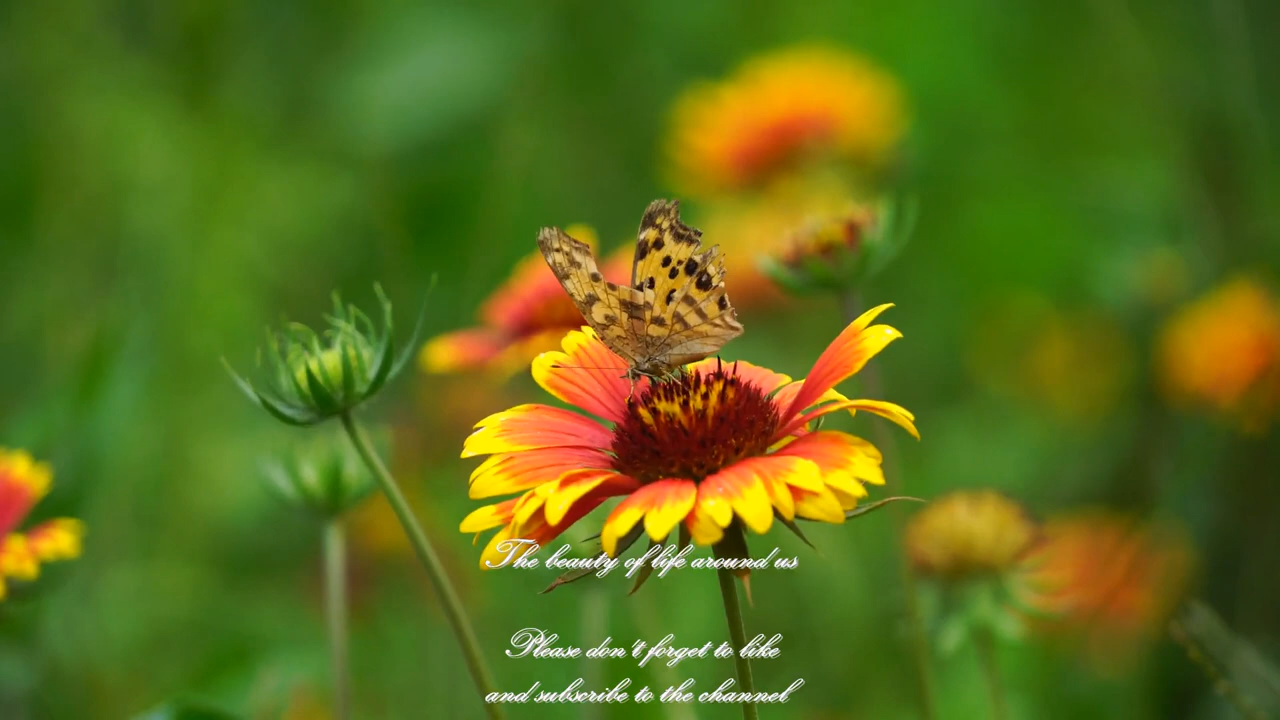 The beauty of life around us
Please don't forget to like
and subscribe to the channel